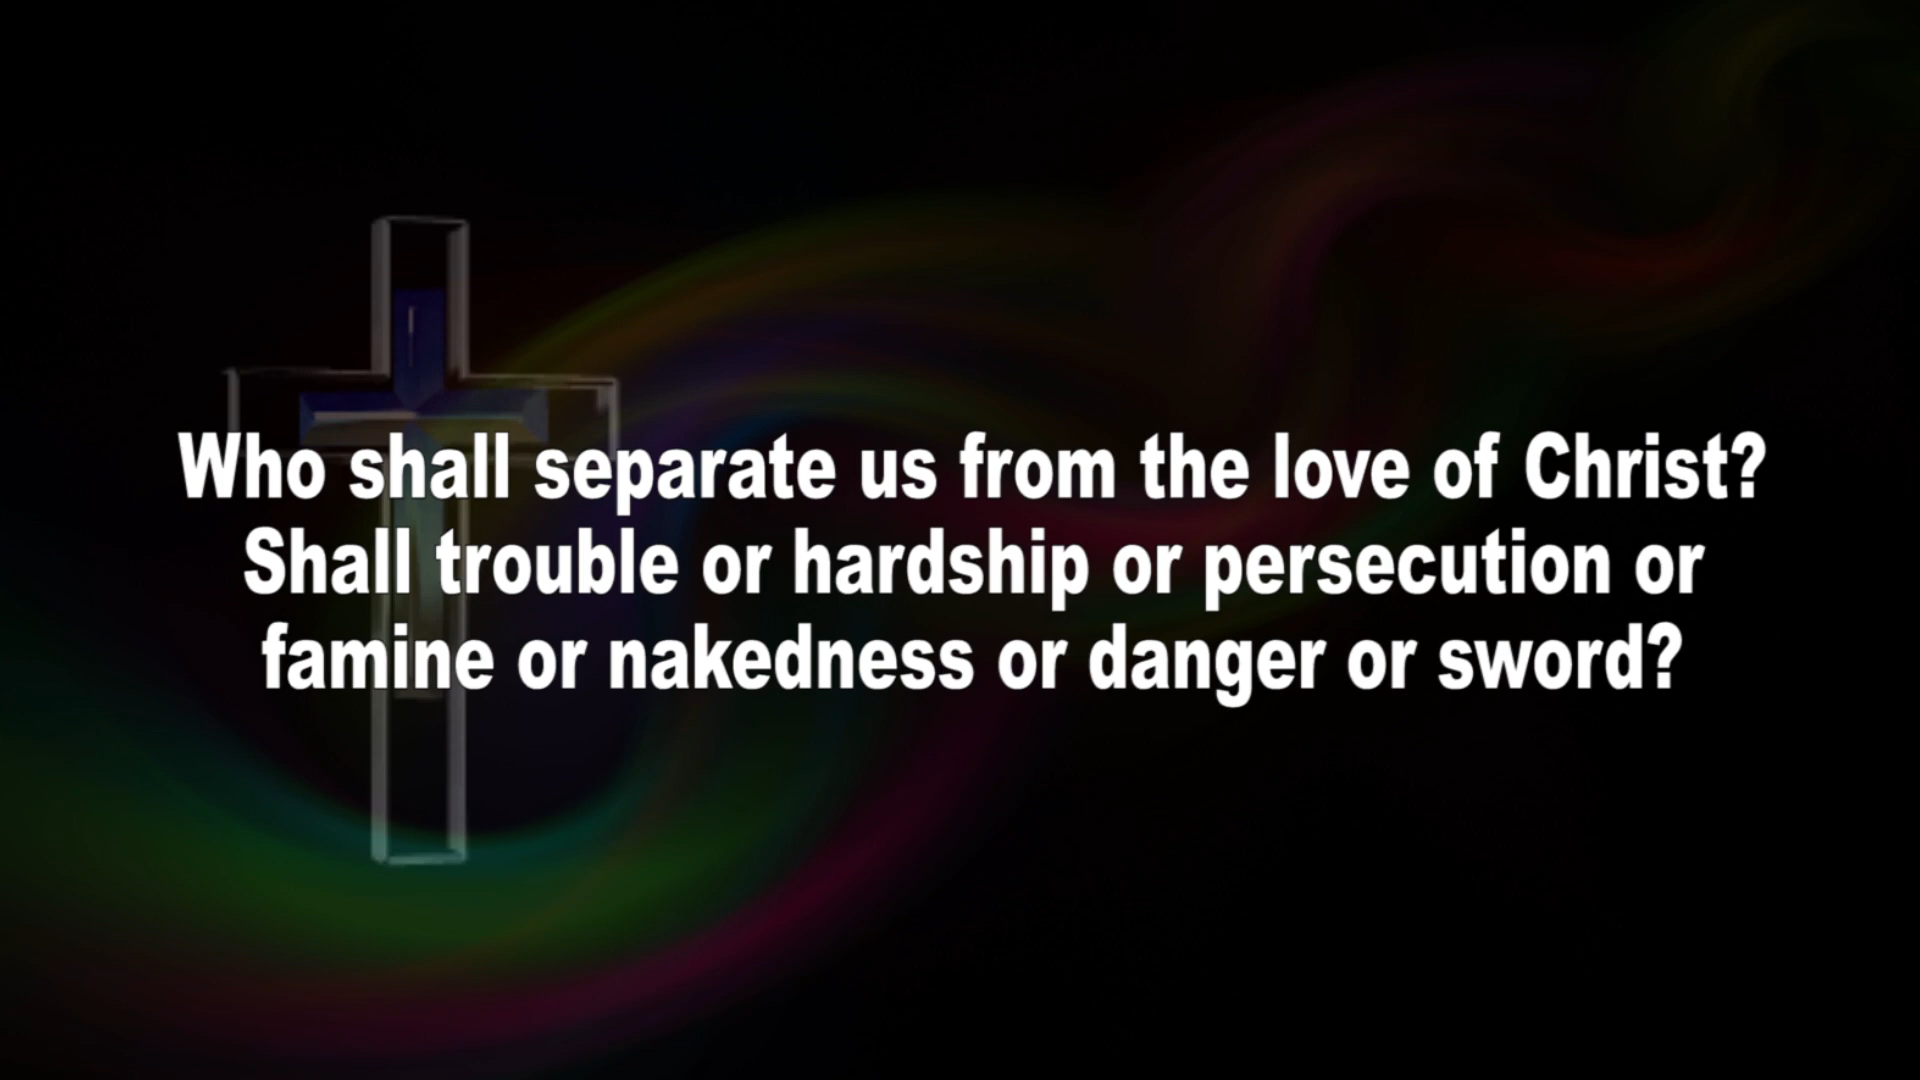 Who shall separate us from the love of Christ?
Shall trouble or hardship or persecution or
famine or nakedness or danger or sword?